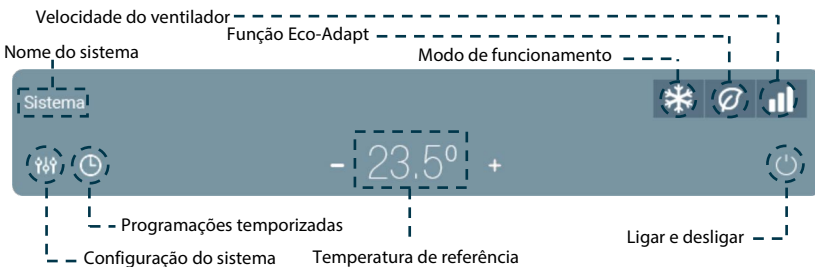 Velocidade do ventilador
Função Eco-Adapt
Nome do sistema
Modo de funcionamento
Sistema
- 23.5º +
Programações temporizadas
Ligar e desligar
Configuração do sistema
Temperatura de referência